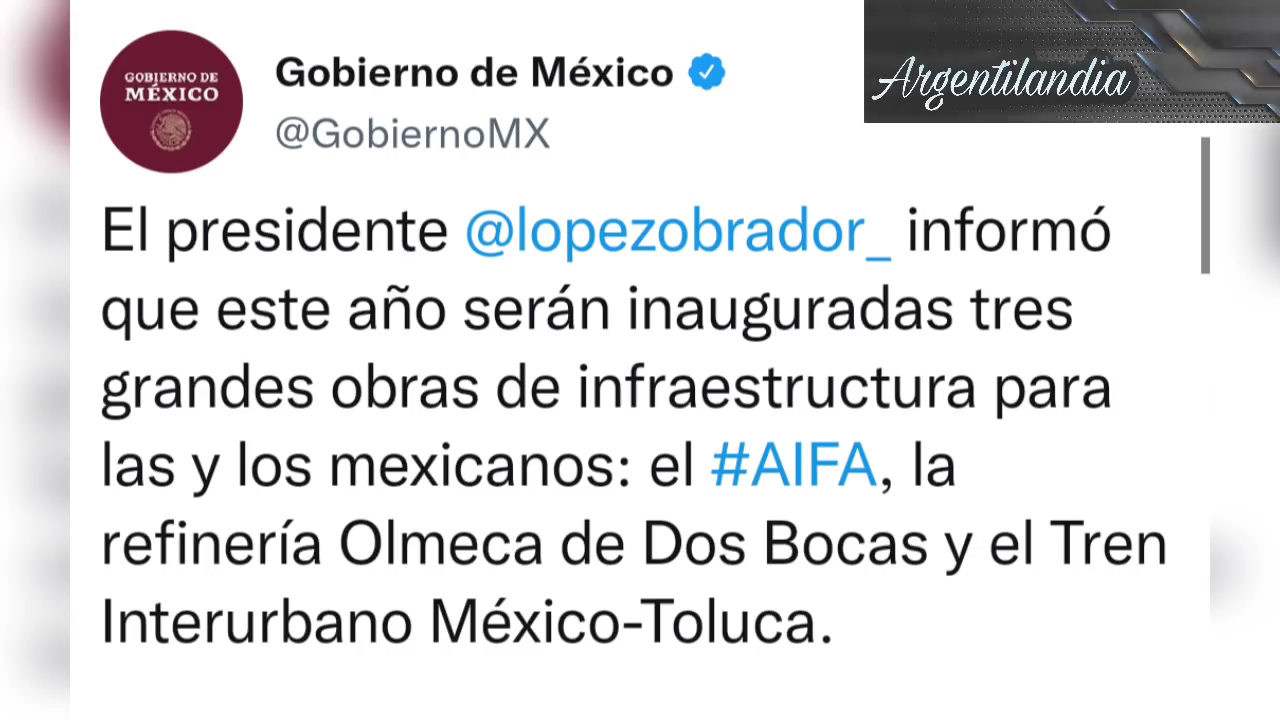 GOBIERNO DE
MÉXICO
Gobierno de México
@GobiernoMX
Argentilandia
El presidente @lopezobrador_ informó
que este año serán inauguradas tres
grandes obras de infraestructura para
las y los mexicanos: el #AIFA, la
refinería Olmeca de Dos Bocas y el Tren
Interurbano México-Toluca.